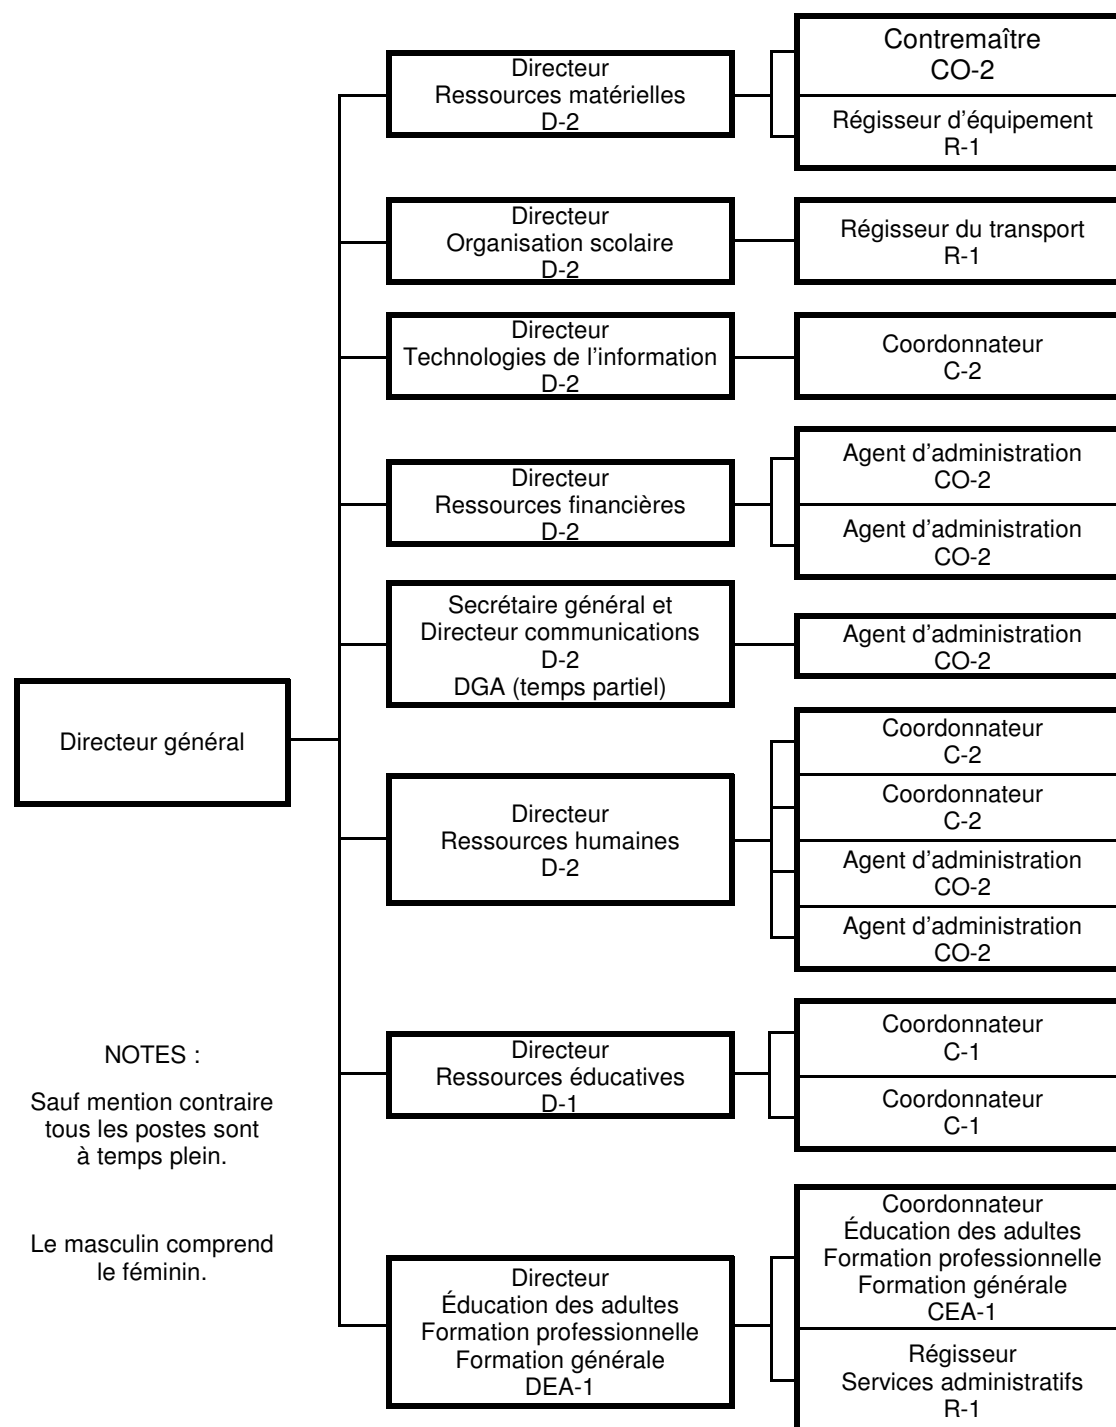 Directeur
Ressources matérielles
D-2
Contremaître
CO-2
Régisseur d'équipement
R-1
Directeur
Organisation scolaire
D-2
Régisseur du transport
R-1
Directeur
Technologies de l'information
D-2
Coordonnateur
C-2
Directeur
Ressources financières
D-2
Agent d'administration
CO-2
Agent d'administration
CO-2
Secrétaire général et
Directeur communications
D-2
DGA (temps partiel)
Agent d'administration
CO-2
Directeur général
Directeur
Ressources humaines
D-2
Coordonnateur
C-2
Coordonnateur
C-2
Agent d'administration
CO-2
Agent d'administration
CO-2
Directeur
Ressources éducatives
D-1
Coordonnateur
C-1
Coordonnateur
C-1
Directeur
Éducation des adultes
Formation professionnelle
Formation générale
DEA-1
Coordonnateur
Éducation des adultes
Formation professionnelle
Formation générale
CEA-1
Régisseur
Services administratifs
R-1
NOTES :
Sauf mention contraire
tous les postes sont
à temps plein.
Le masculin comprend
le féminin.